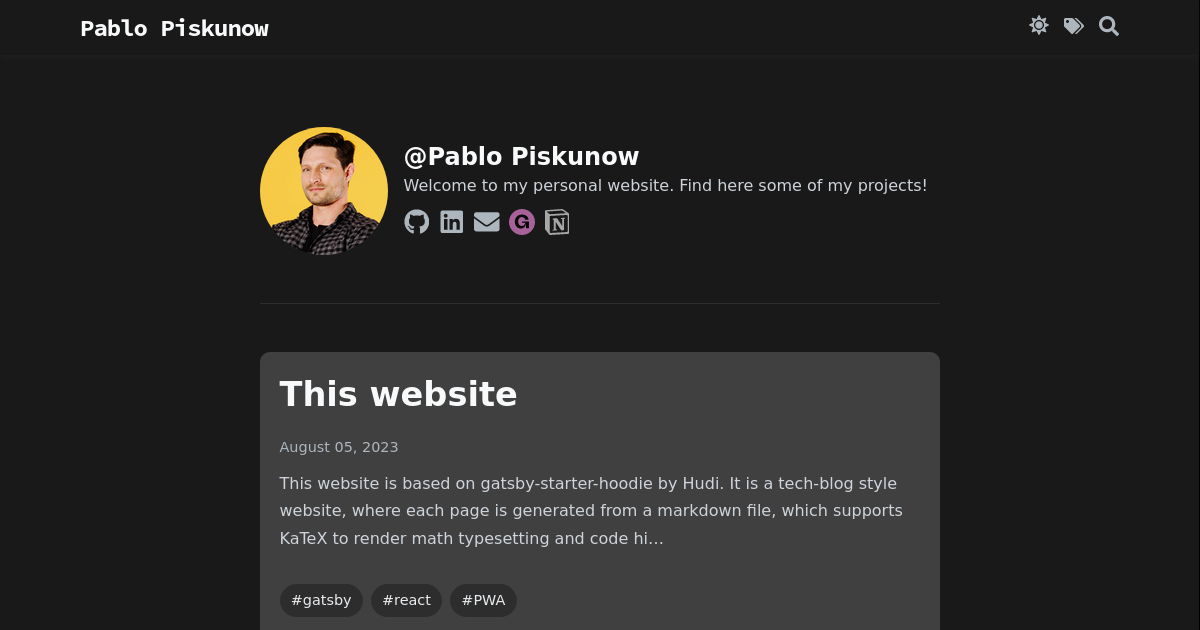 Pablo Piskunow
@Pablo Piskunow
Welcome to my personal website. Find here some of my projects!
in
G
N
This website
August 05, 2023
This website is based on gatsby-starter-hoodie by Hudi. It is a tech-blog style
website, where each page is generated from a markdown file, which supports
KaTeX to render math typesetting and code hi...
#gatsby
#react
#PWA